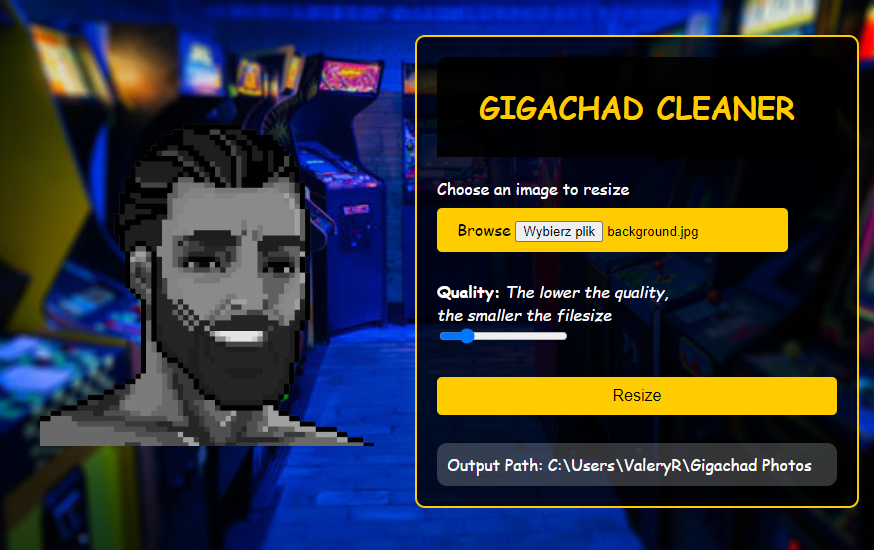 GIGACHAD CLEANER
Choose an image to resize
Browse Wybierz plik background.jpg
Quality: The lower the quality,
the smaller the filesize
Resize
Output Path: C:\Users\ValeryR\Gigachad Photos